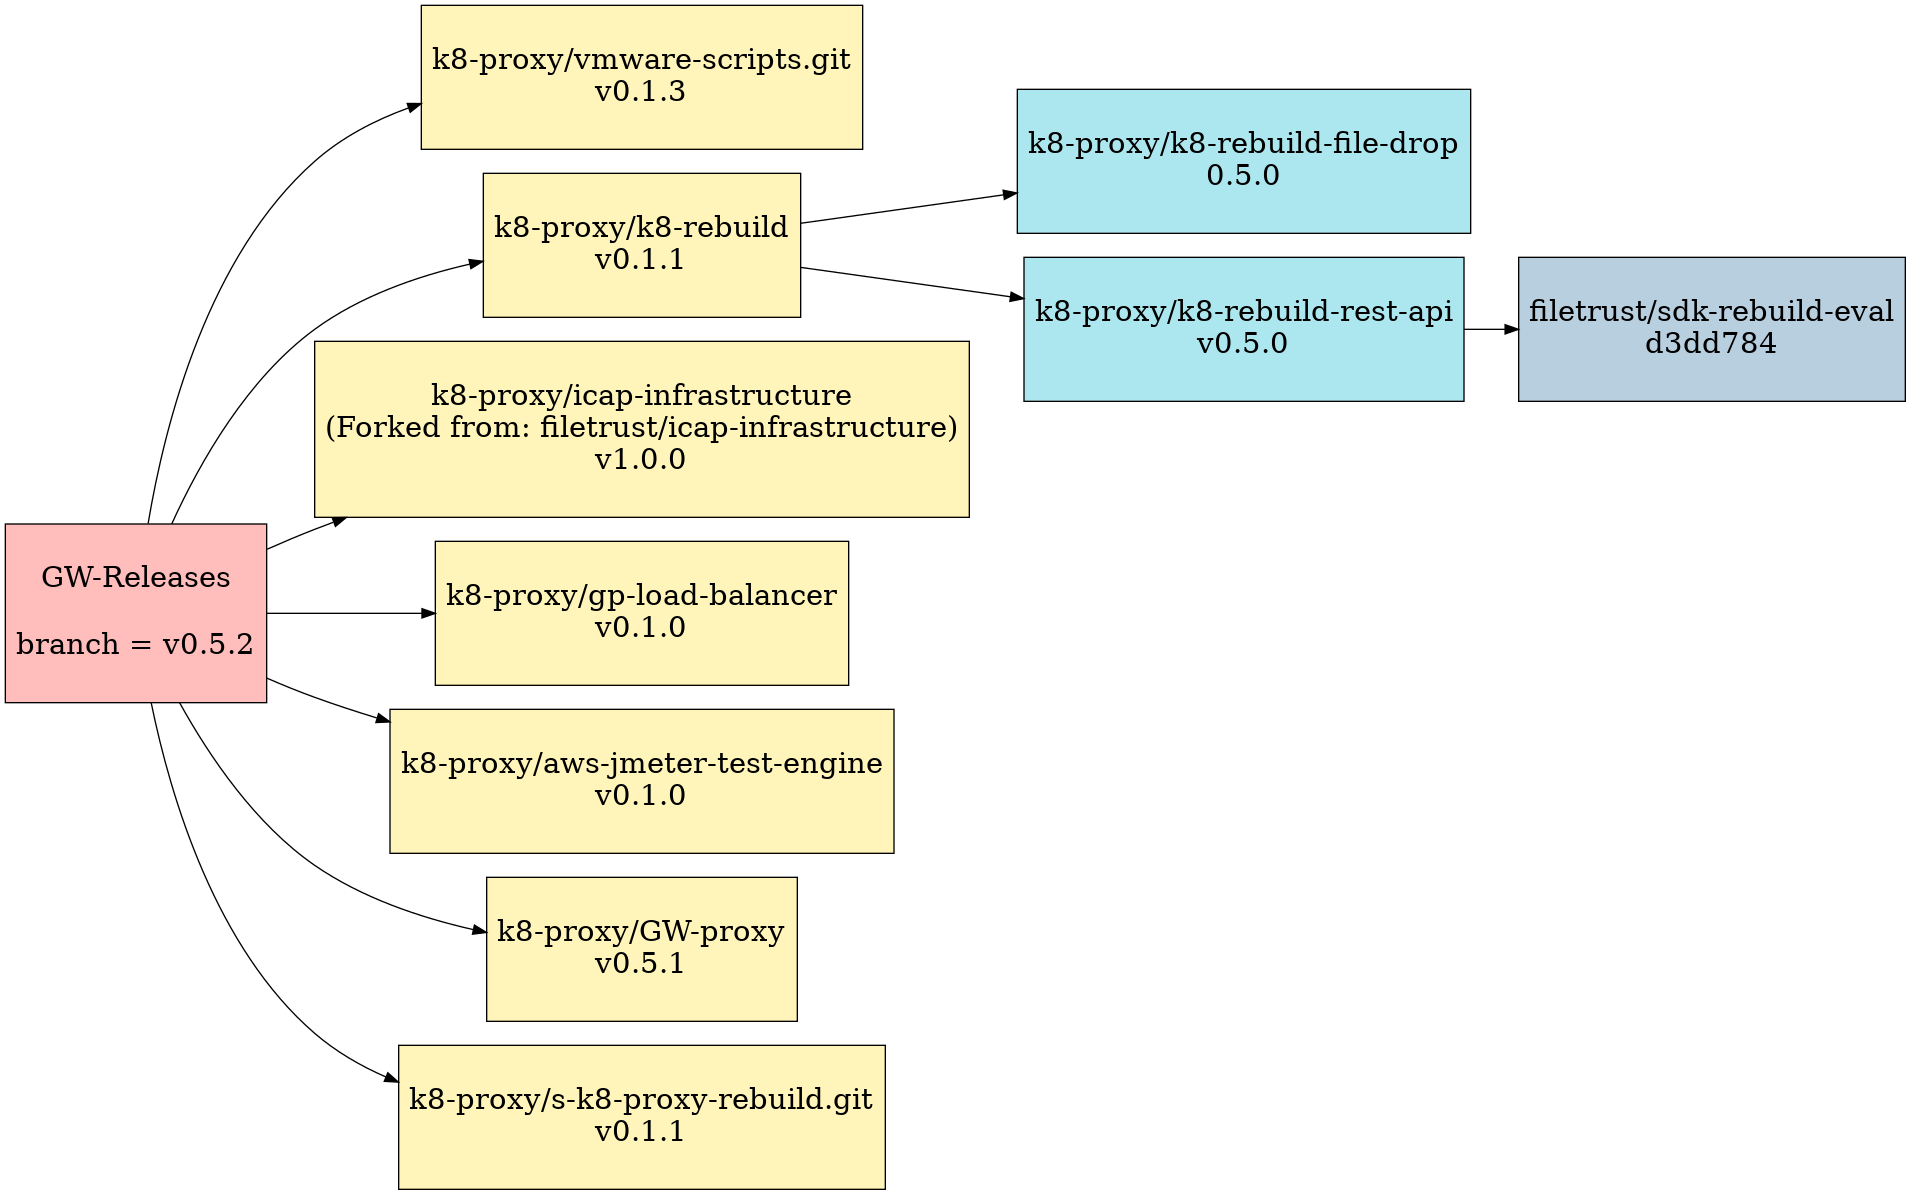 GW-Releases
branch = v0.5.2
k8-proxy/vmware-scripts.git
v0.1.3
k8-proxy/k8-rebuild
v0.1.1
k8-proxy/icap-infrastructure
(Forked from: filetrust/icap-infrastructure)
v1.0.0
k8-proxy/gp-load-balancer
v0.1.0
k8-proxy/aws-jmeter-test-engine
v0.1.0
k8-proxy/GW-proxy
v0.5.1
k8-proxy/s-k8-proxy-rebuild.git
v0.1.1
k8-proxy/k8-rebuild-file-drop
0.5.0
k8-proxy/k8-rebuild-rest-api
v0.5.0
filetrust/sdk-rebuild-eval
d3dd784